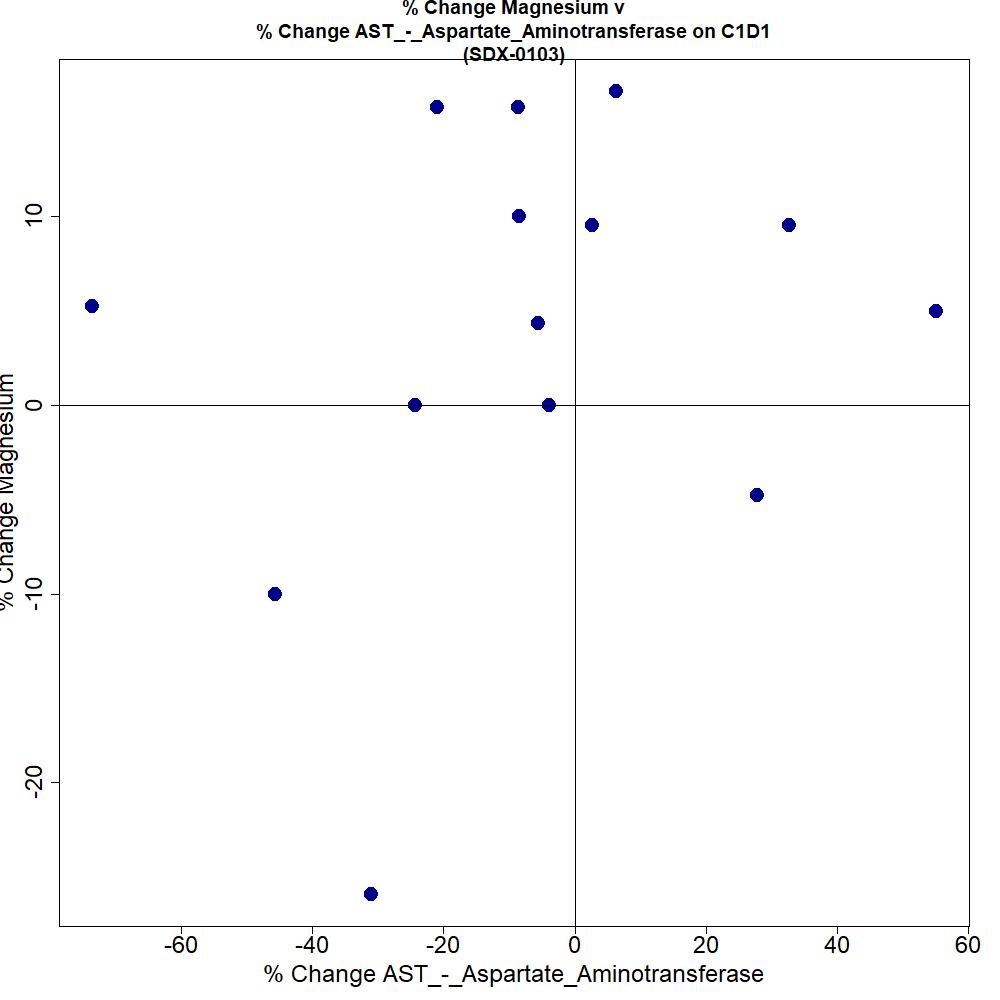 % Change Magnesium v
% Change AST_-_Aspartate_Aminotransferase on C1D1
(SDX-0103)
10
0
-10
-20
% Change Magnesium
-60
-40
-20
0
20
40
60
% Change AST_-_Aspartate_Aminotransferase